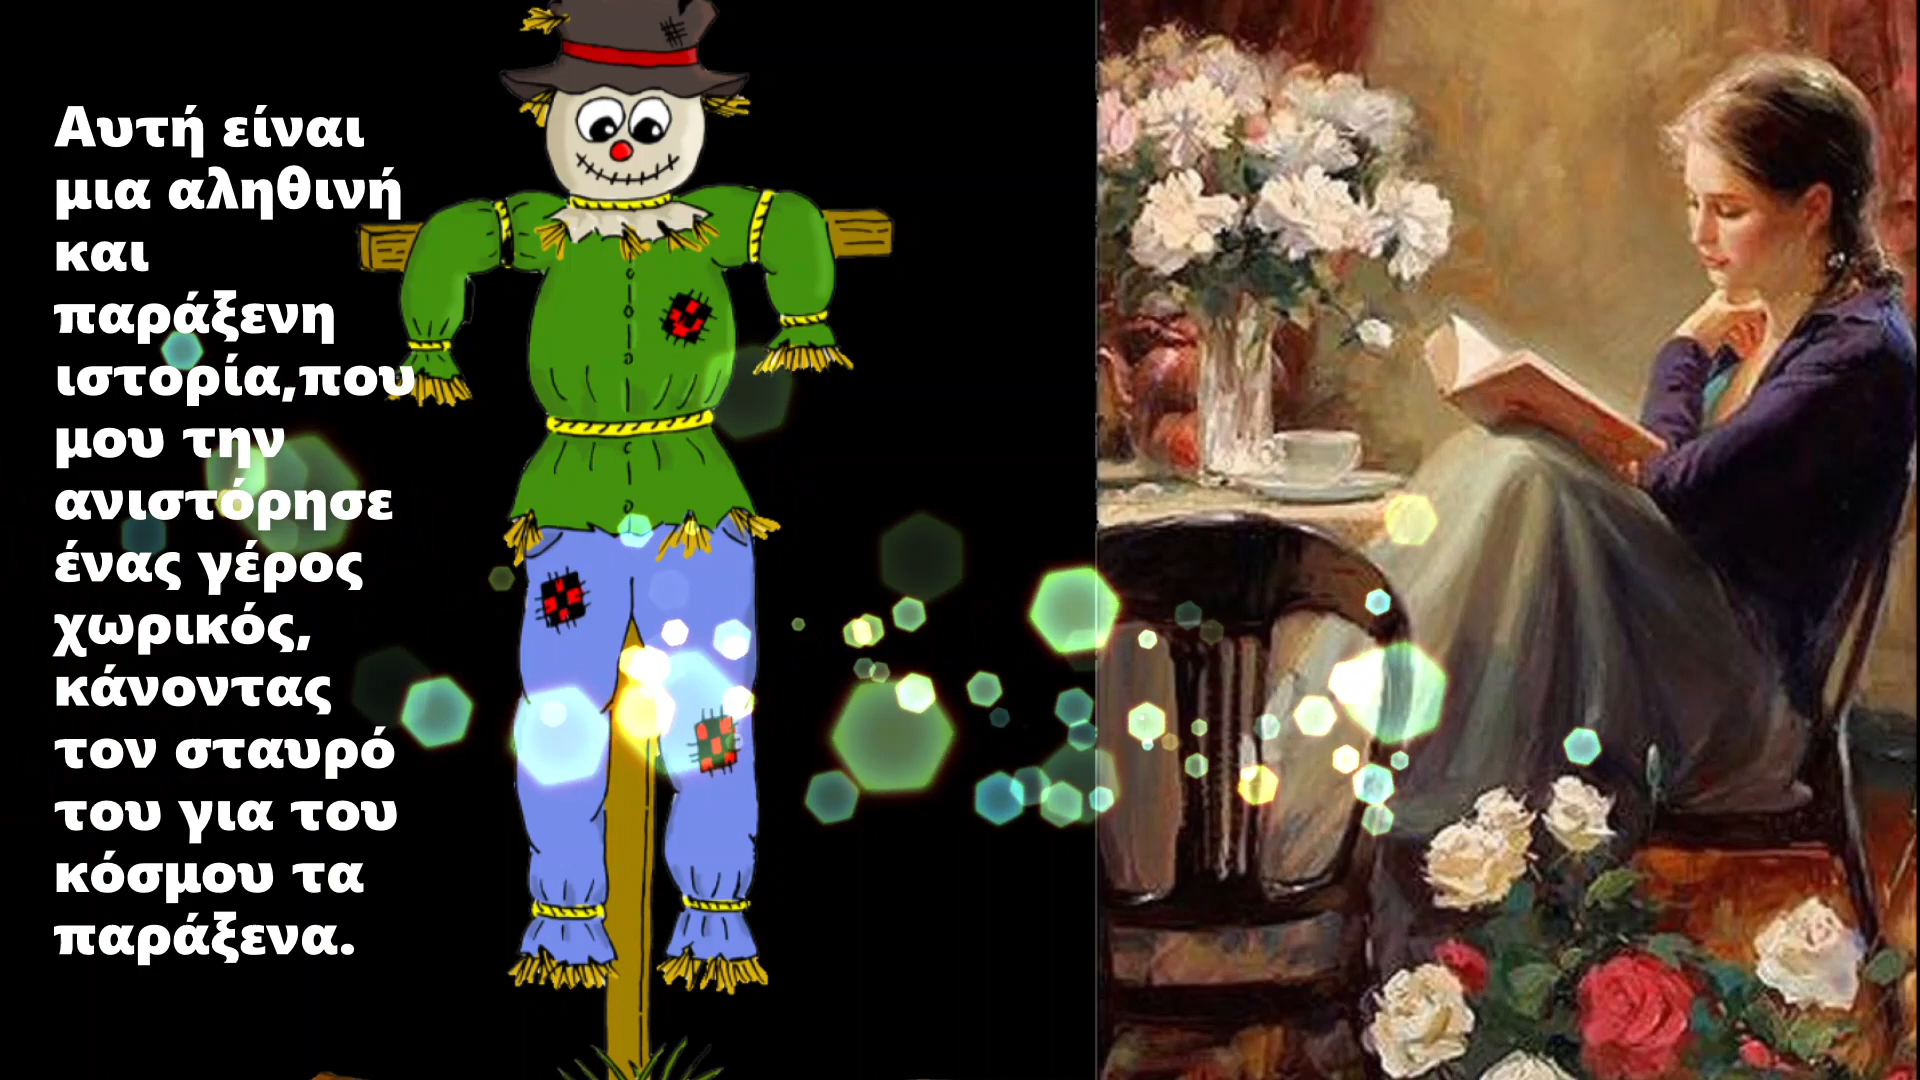 Αυτή είναι
μια αληθινή
και
παράξενη
ιστορία,που
μου την
ανιστόρησε
ένας γέρος
χωρικός,
κάνοντας
τον σταυρό
του για του
κόσμου τα
παράξενα.